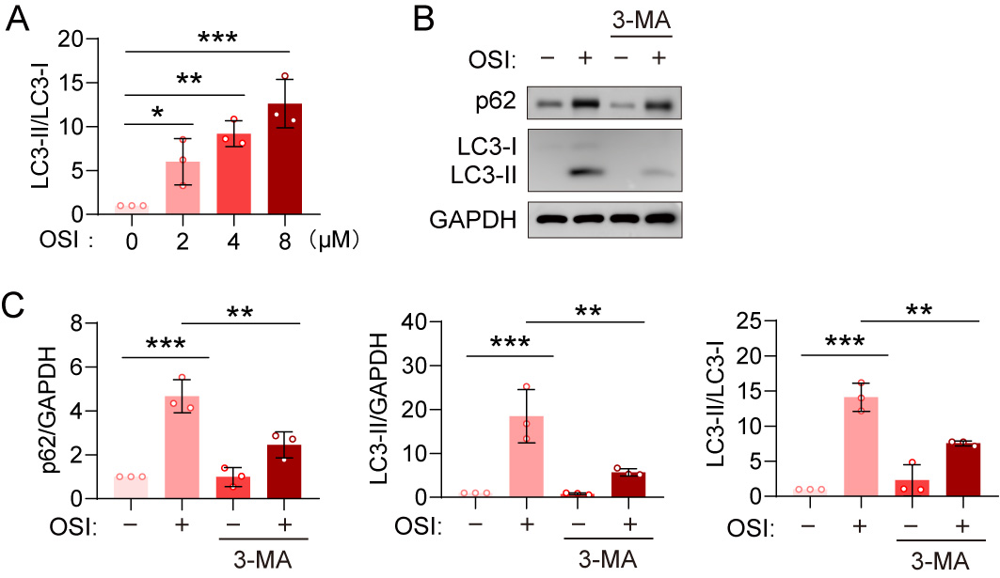 A
LC3-II/LC3-I
20
15
10
5
0
***
**
*
OSI : 0 2 4 8 (μM)
B
3-MA
OSI: − + − +
p62
LC3-I
LC3-II
GAPDH
C
p62/GAPDH
8
6
4
2
0
***
**
OSI: − + − +
3-MA
LC3-II/GAPDH
40
30
20
10
0
***
**
OSI: − + − +
3-MA
LC3-II/LC3-I
25
20
15
10
5
0
***
**
OSI: − + − +
3-MA